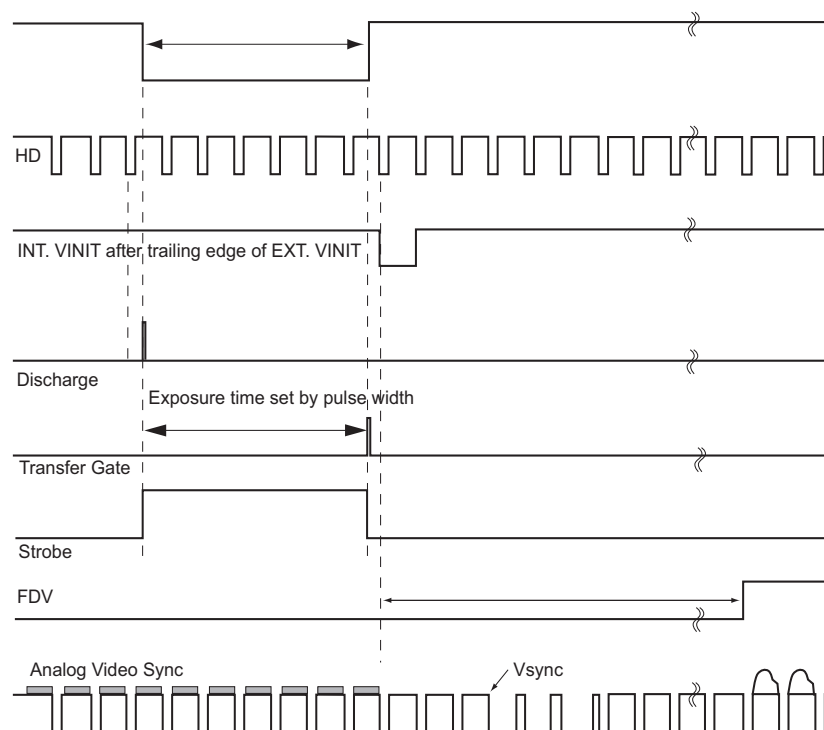 HD
INT. VINIT after trailing edge of EXT. VINIT
Discharge
Exposure time set by pulse width
Transfer Gate
Strobe
FDV
Analog Video Sync
Vsync